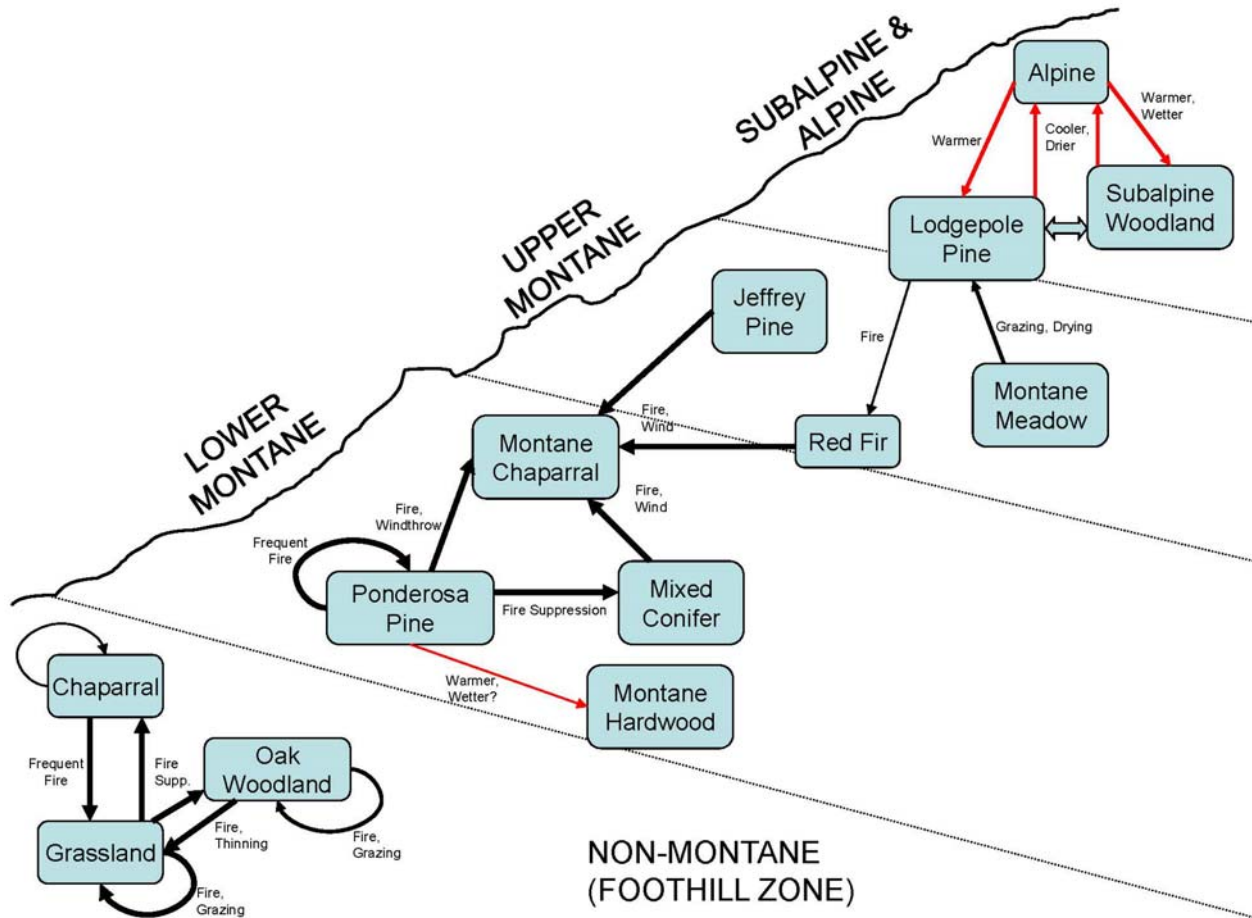 SUBALPINE &
ALPINE
UPPER
MONTANE
LOWER
MONTANE
Alpine
Warmer
Cooler,
Drier
Warmer,
Wetter
Subalpine
Woodland
Lodgepole
Pine
Jeffrey
Pine
Fire
Grazing, Drying
Montane
Meadow
Fire,
Wind
Red Fir
Montane
Chaparral
Fire,
Windthrow
Fire,
Wind
Frequent
Fire
Ponderosa
Pine
Fire Suppression
Mixed
Conifer
Warmer,
Wetter?
Montane
Hardwood
Chaparral
Frequent
Fire
Fire
Supp.
Oak
Woodland
Fire,
Thinning
Fire,
Grazing
Grassland
Fire,
Grazing
NON-MONTANE
(FOOTHILL ZONE)